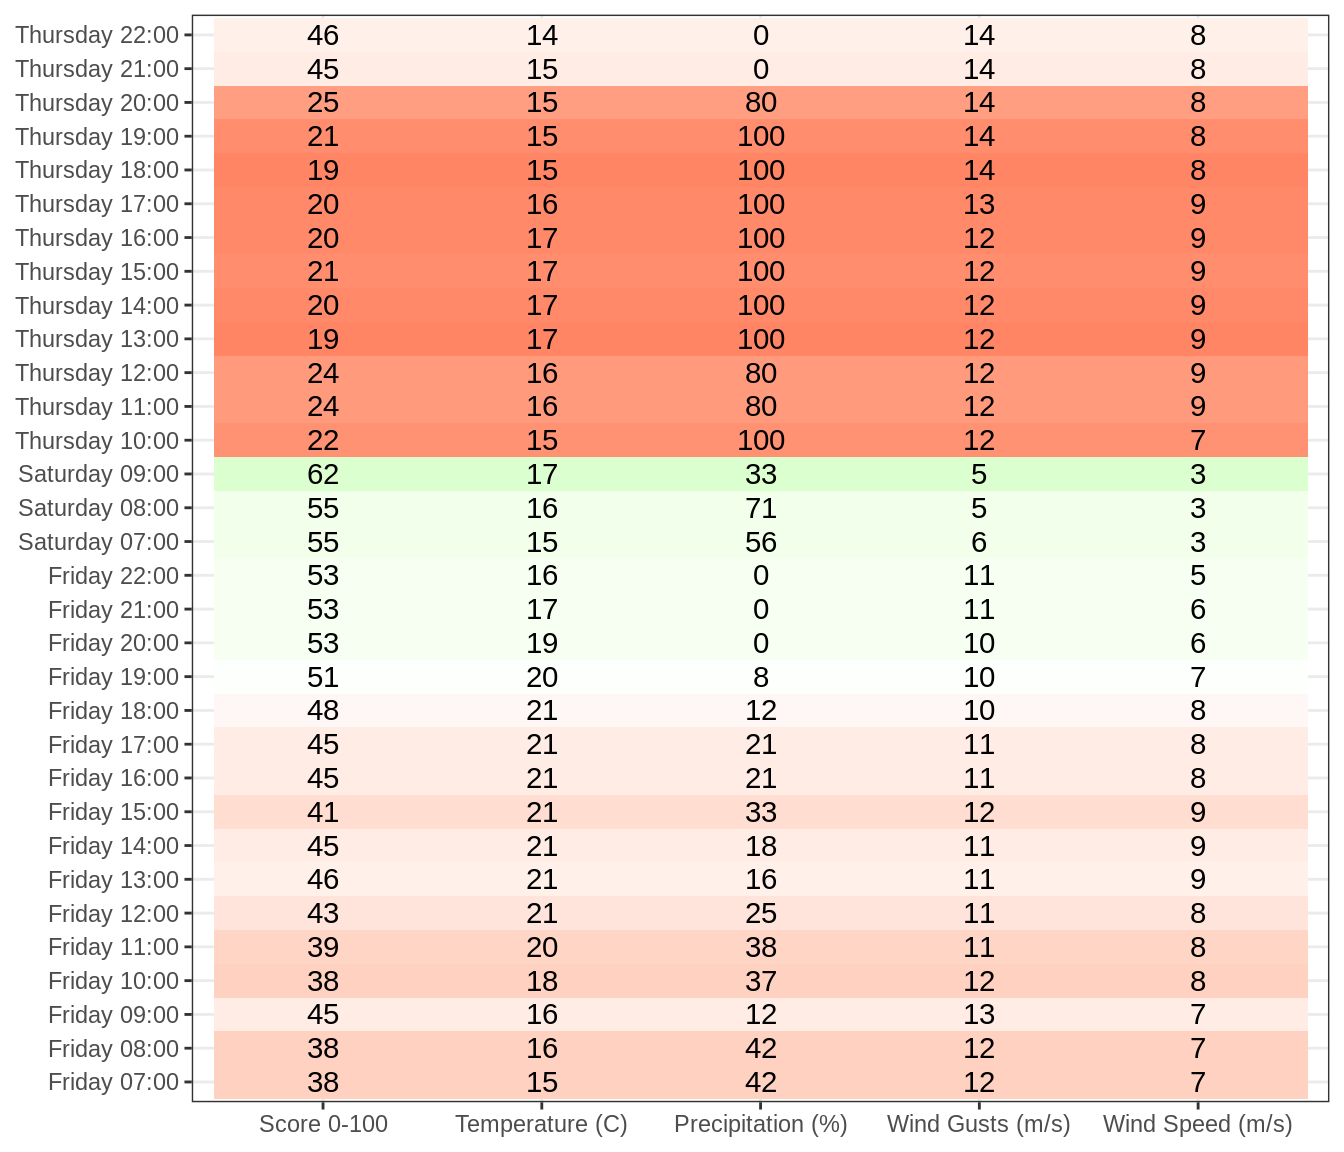 Thursday 22:00 46 14 0 14 8
Thursday 21:00 45 15 0 14 8
Thursday 20:00 25 15 80 14 8
Thursday 19:00 21 15 100 14 8
Thursday 18:00 19 15 100 14 8
Thursday 17:00 20 16 100 13 9
Thursday 16:00 20 17 100 12 9
Thursday 15:00 21 17 100 12 9
Thursday 14:00 20 17 100 12 9
Thursday 13:00 19 17 100 12 9
Thursday 12:00 24 16 80 12 9
Thursday 11:00 24 16 80 12 9
Thursday 10:00 22 15 100 12 7
Saturday 09:00 62 17 33 5 3
Saturday 08:00 55 16 71 5 3
Saturday 07:00 55 15 56 6 3
Friday 22:00 53 16 0 11 5
Friday 21:00 53 17 0 11 6
Friday 20:00 53 19 0 10 6
Friday 19:00 51 20 8 10 7
Friday 18:00 48 21 12 10 8
Friday 17:00 45 21 21 11 8
Friday 16:00 45 21 21 11 8
Friday 15:00 41 21 33 12 9
Friday 14:00 45 21 18 11 9
Friday 13:00 46 21 16 11 9
Friday 12:00 43 21 25 11 8
Friday 11:00 39 20 38 11 8
Friday 10:00 38 18 37 12 8
Friday 09:00 45 16 12 13 7
Friday 08:00 38 16 42 12 7
Friday 07:00 38 15 42 12 7
Score 0-100 Temperature (C) Precipitation (%) Wind Gusts (m/s) Wind Speed (m/s)